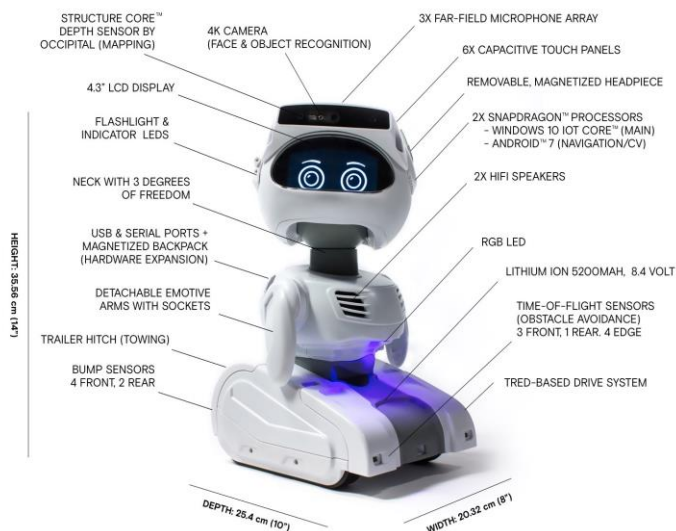 STRUCTURE CORE™
DEPTH SENSOR BY
OCCIPITAL (MAPPING)
4K CAMERA
(FACE & OBJECT RECOGNITION)
3X FAR-FIELD MICROPHONE ARRAY
6X CAPACITIVE TOUCH PANELS
4.3" LCD DISPLAY
REMOVABLE, MAGNETIZED HEADPIECE
FLASHLIGHT &
INDICATOR LEDS
2X SNAPDRAGON™ PROCESSORS
- WINDOWS 10 IOT CORE™ (MAIN)
- ANDROID™ 7 (NAVIGATION/CV)
NECK WITH 3 DEGREES
OF FREEDOM
2X HIFI SPEAKERS
USB & SERIAL PORTS +
MAGNETIZED BACKPACK
(HARDWARE EXPANSION)
RGB LED
LITHIUM ION 5200MAH, 8.4 VOLT
DETACHABLE EMOTIVE
ARMS WITH SOCKETS
TIME-OF-FLIGHT SENSORS
(OBSTACLE AVOIDANCE)
3 FRONT, 1 REAR. 4 EDGE
TRAILER HITCH (TOWING)
BUMP SENSORS
4 FRONT, 2 REAR
TRED-BASED DRIVE SYSTEM
HEIGHT: 35.56 cm (14")
DEPTH: 25.4 cm (10")
WIDTH: 20.32 cm (8")